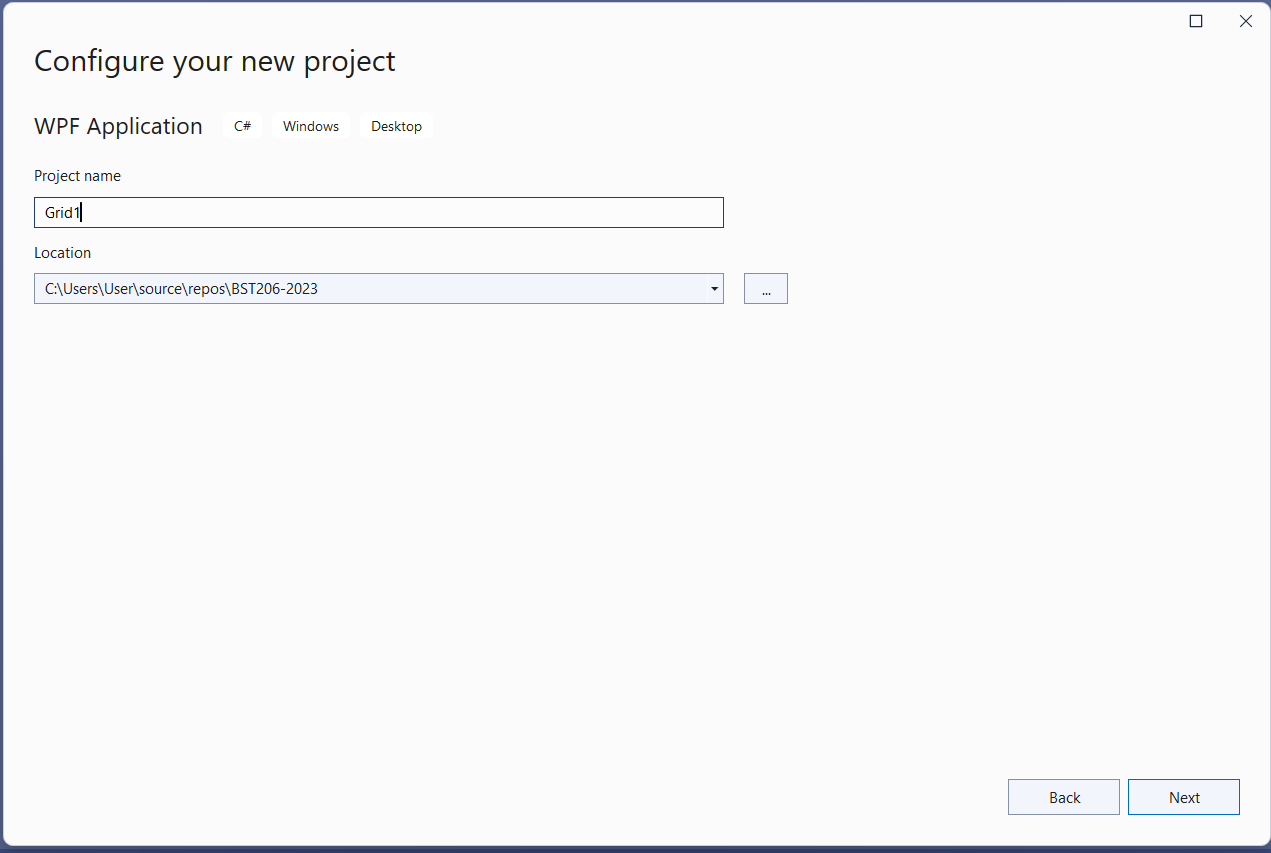 Configure your new project
WPF Application C# Windows Desktop
Project name
Grid1
Location
C:\Users\User\source\repos\BST206-2023 ...
Back Next